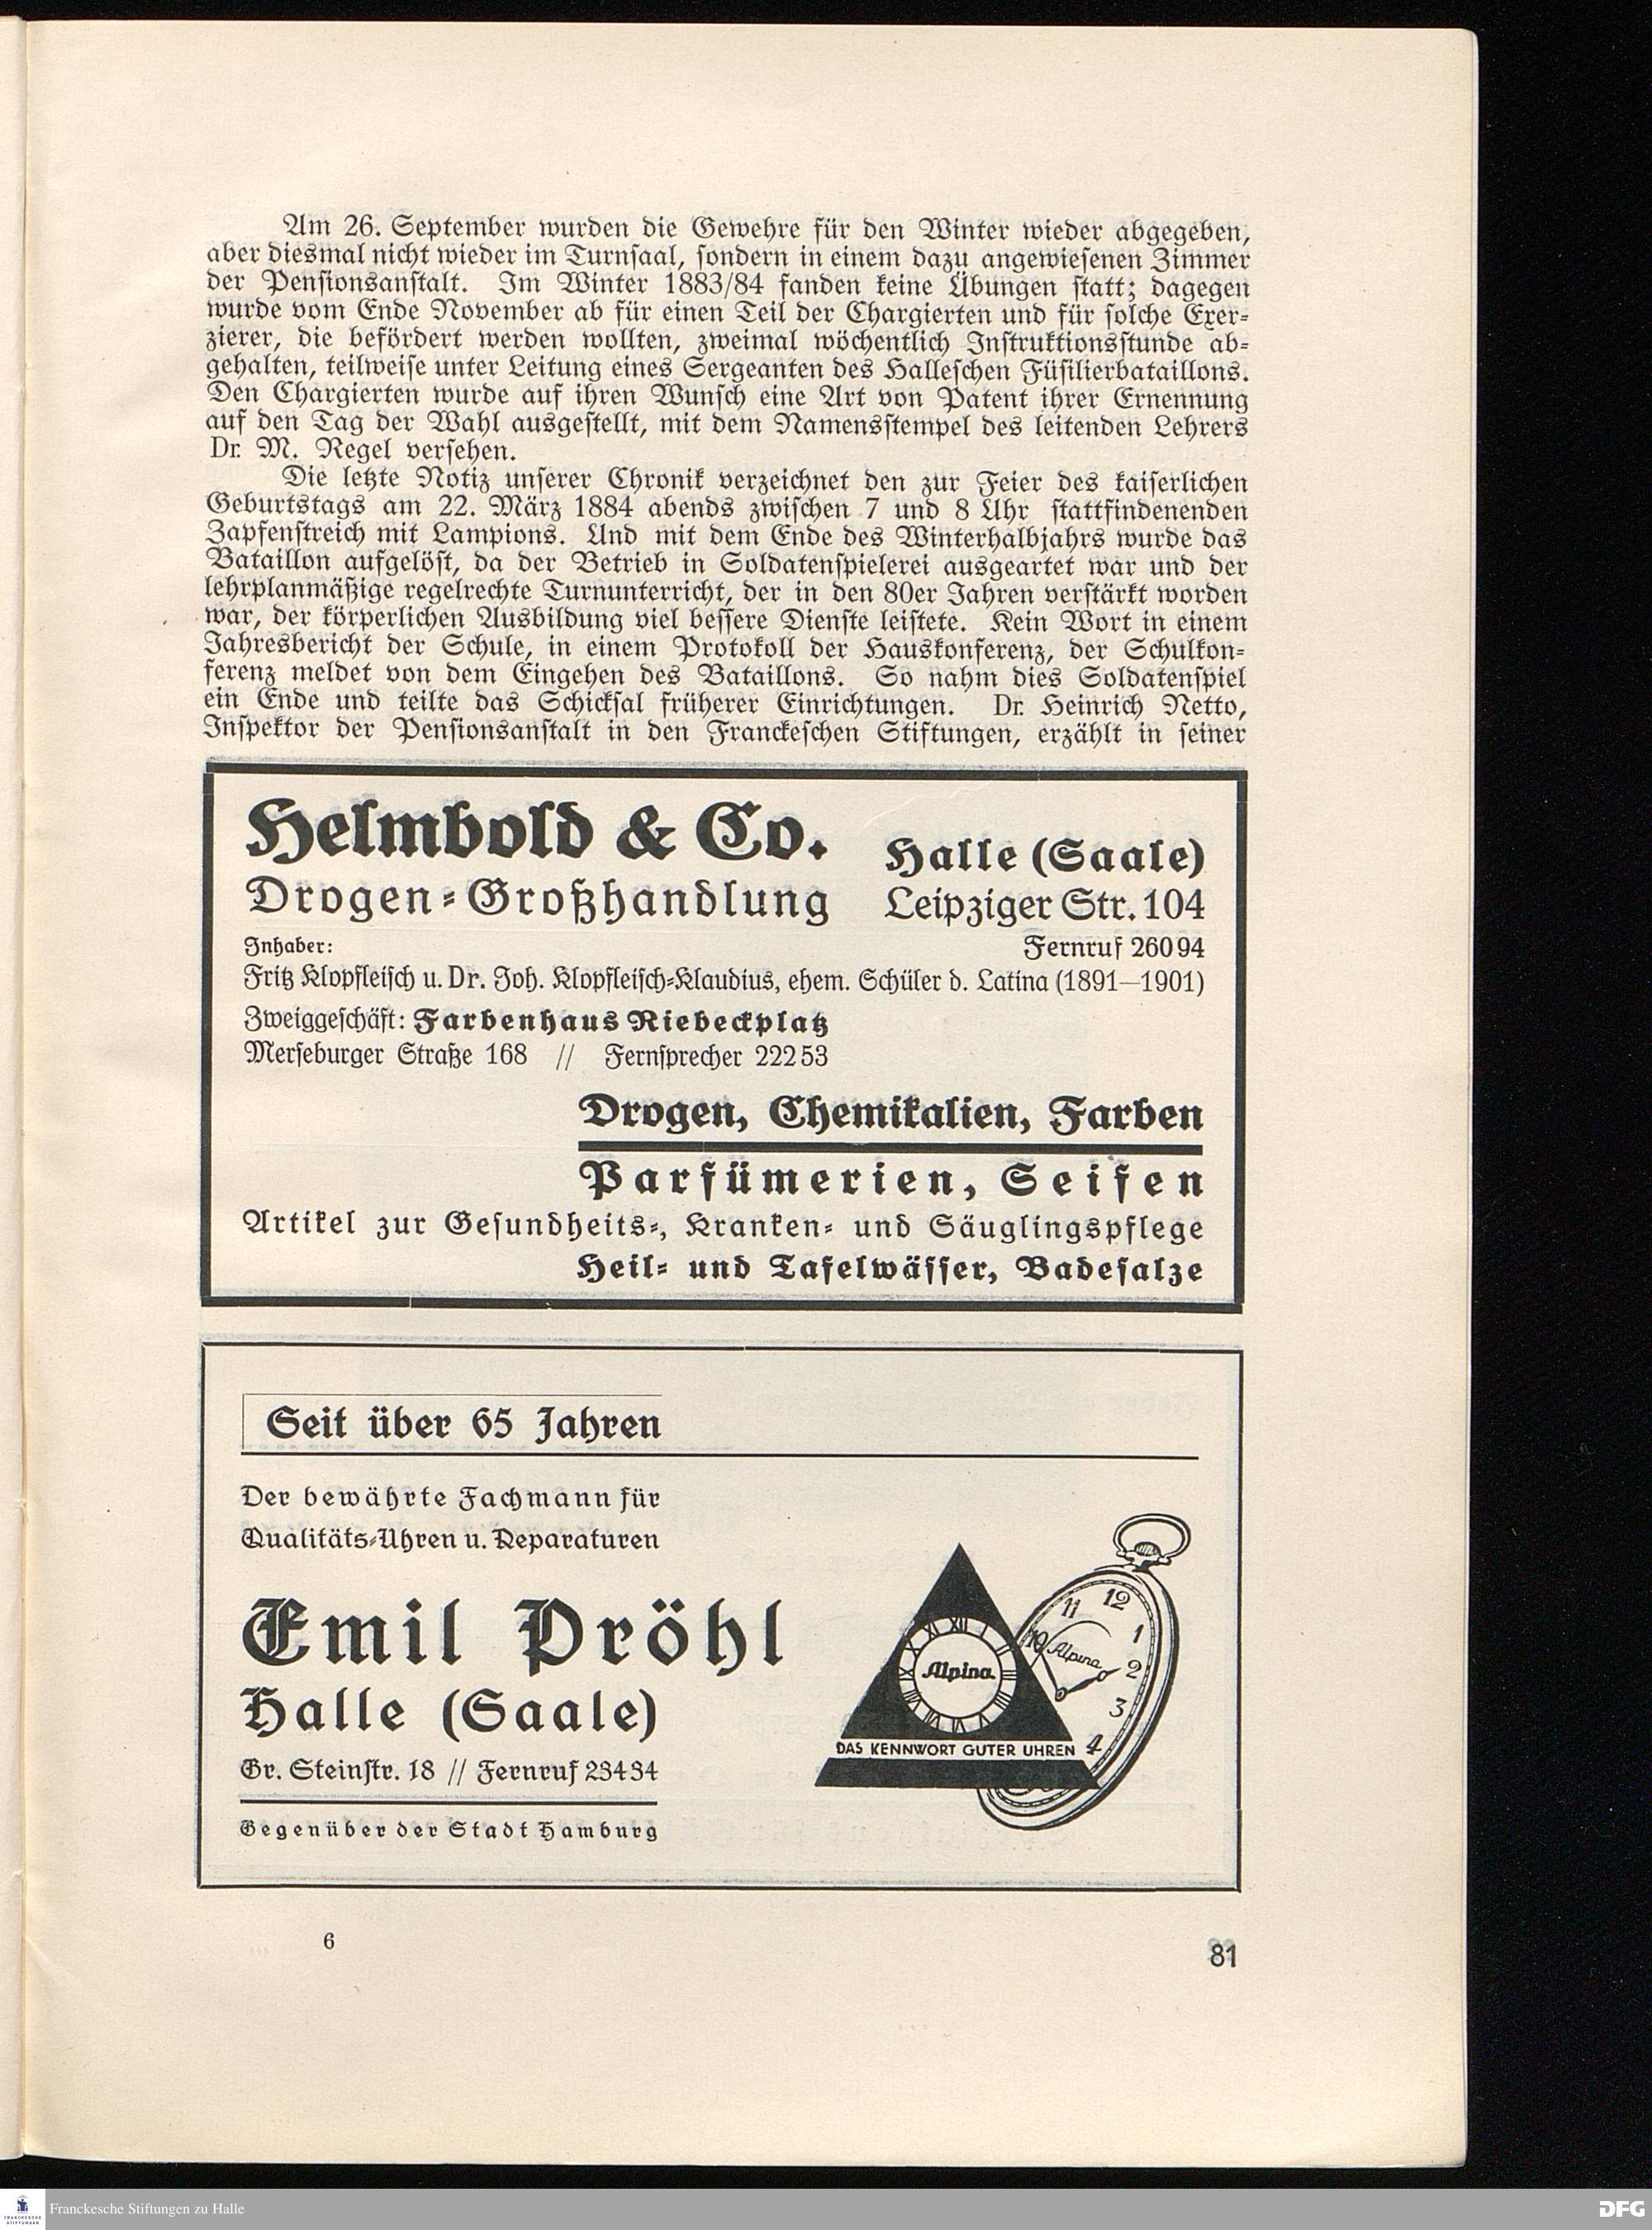 Am 26. September wurden die Gewehre für den Winter wieder abgegeben,
aber diesmal nicht wieder im Turnsaal, sondern in einem dazu angewiesenen Zimmer
der Pensionsanstalt. Im Winter 1883/84 fanden keine Übungen statt; dagegen
wurde vom Ende November ab für einen Teil der Chargierten und für solche Exer-
zierer, die befördert werden wollten, zweimal wöchentlich Instruktionsstunde ab-
gehalten, teilweise unter Leitung eines Sergeanten des Halleschen Füsilierbataillons.
Den Chargierten wurde auf ihren Wunsch eine Art von Patent ihrer Ernennung
auf den Tag der Wahl ausgestellt, mit dem Namensstempel des leitenden Lehrers
Dr. M. Regel versehen.
Die letzte Notiz unserer Chronik verzeichnet den zur Feier des kaiserlichen
Geburtstags am 22. März 1884 abends zwischen 7 und 8 Uhr stattfindenenden
Zapfenstreich mit Lampions. Und mit dem Ende des Winterhalbjahrs wurde das
Bataillon aufgelöst, da der Betrieb in Soldatenspielerei ausgeartet war und der
lehrplanmäßige regelrechte Turnunterricht, der in den 80er Jahren verstärkt worden
war, der körperlichen Ausbildung viel bessere Dienste leistete. Kein Wort in einem
Jahresbericht der Schule, in einem Protokoll der Hauskonferenz, der Schulkon-
ferenz meldet von dem Eingehen des Bataillons. So nahm dies Soldatenspiel
ein Ende und teilte das Schicksal früherer Einrichtungen. Dr. Heinrich Netto,
Inspektor der Pensionsanstalt in den Franckeschen Stiftungen, erzählt in seiner
Helmbold & Co. Halle (Saale)
Drogen-Großhandlung Leipziger Str. 104
Inhaber: Fernruf 26094
Fritz Klopfleisch u. Dr. Joh. Klopfleisch-Klaudius, ehem. Schüler d. Latina (1891—1901)
Zweiggeschäft: Farbenhaus Riebeckplatz
Merseburger Straße 168 // Fernsprecher 22253
Drogen, Chemikalien, Farben
Parfümerien, Seifen
Artikel zur Gesundheits-, Kranken- und Säuglingspflege
Heil- und Tafelwässer, Badesalze
Seit über 65 Jahren
Der bewährte Fachmann für
Qualitäts-Uhren u. Reparaturen
Emil Pröhl
Halle (Saale)
Gr. Steinstr. 18 // Fernruf 23434
Gegenüber der Stadt Hamburg
11 12 1 2 3 4 10
Alpina
XII
Alpina
DAS KENNWORT GUTER UHREN
6
81
Franckesche Stiftungen zu Halle
FRANCKESCHE STIFTUNGEN
DFG